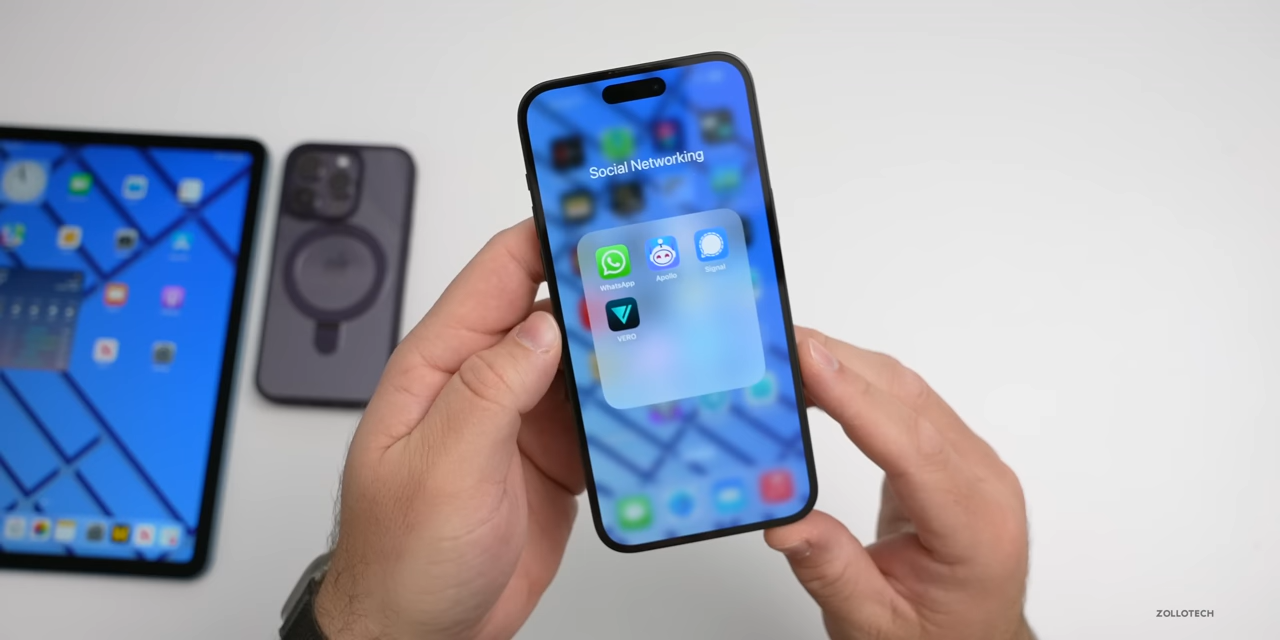 Social Networking
WhatsApp
Apollo
Signal
VERO
ZOLLOTECH